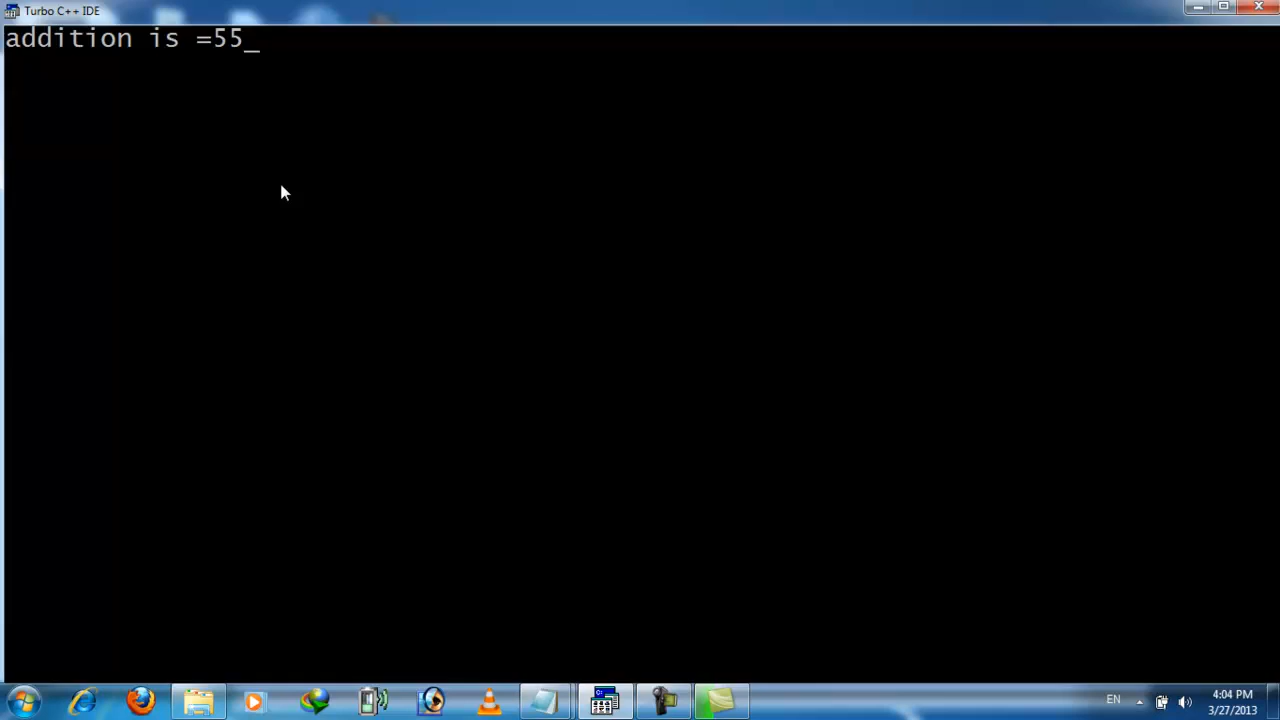 Turbo C++ IDE
addition is =55_
EN
4:04 PM
3/27/2013